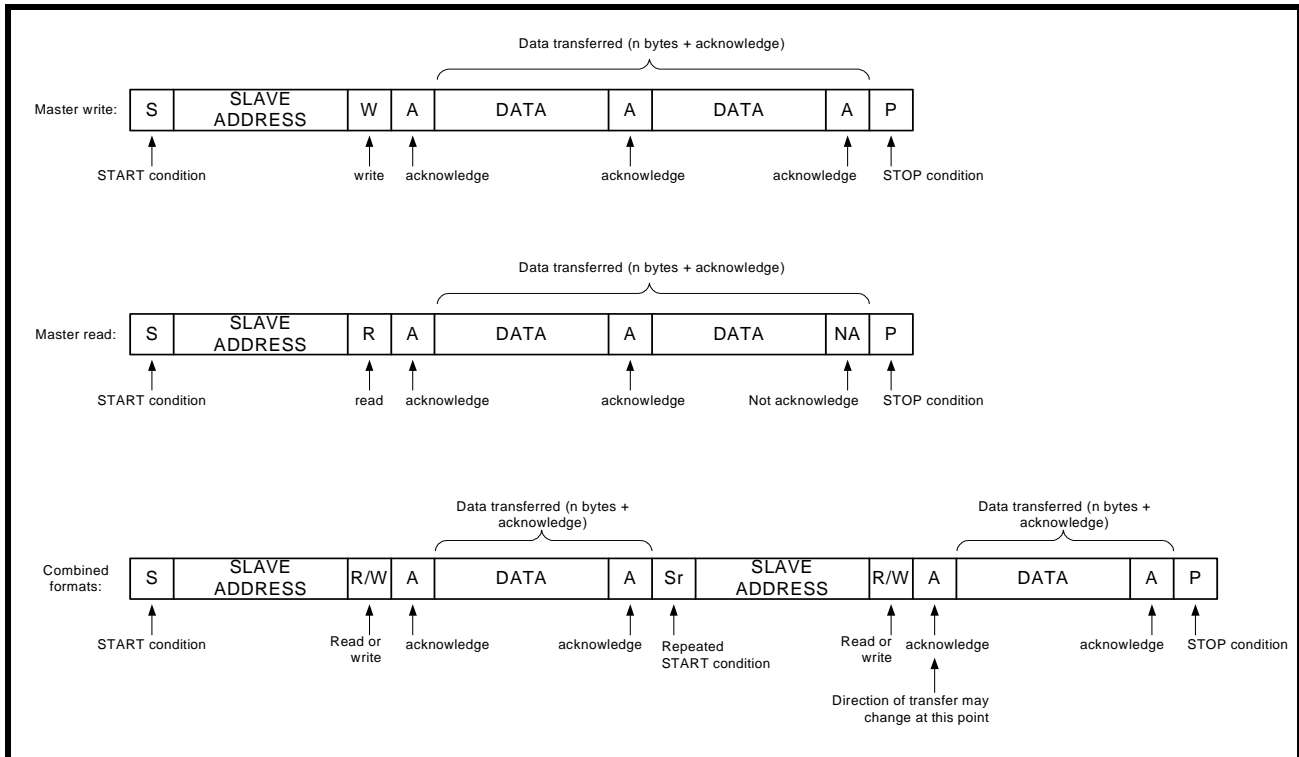 Data transferred (n bytes + acknowledge)
Master write:
S
SLAVE
ADDRESS
W
A
DATA
A
DATA
A
P
START condition
write
acknowledge
acknowledge
acknowledge
STOP condition
Data transferred (n bytes + acknowledge)
Master read:
S
SLAVE
ADDRESS
R
A
DATA
A
DATA
NA
P
START condition
read
acknowledge
acknowledge
Not acknowledge
STOP condition
Data transferred (n bytes +
acknowledge)
Data transferred (n bytes +
acknowledge)
Combined
formats:
S
SLAVE
ADDRESS
R/W
A
DATA
A
Sr
SLAVE
ADDRESS
R/W
A
DATA
A
P
START condition
Read or
write
acknowledge
acknowledge
Repeated
START condition
Read or
write
acknowledge
acknowledge
STOP condition
Direction of transfer may
change at this point